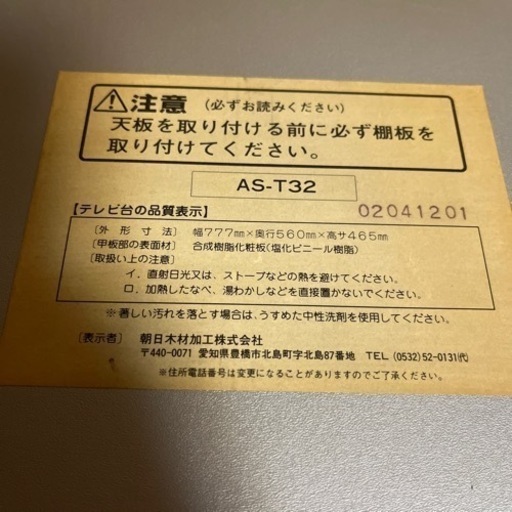 注意 (必ずお読みください)
天板を取り付ける前に必ず棚板を
取り付けてください。
AS-T32
【テレビ台の品質表示】 02041201
〔外形寸法〕 幅777㎜×奥行560㎜×高サ465㎜
〔甲板部の表面材〕 合成樹脂化粧板(塩化ビニール樹脂)
〔取扱い上の注意〕
イ．直射日光又は、ストーブなどの熱を避けてください。
ロ．加熱したなべ、湯わかしなどを直接置かないでください。
※著しい汚れを落とす場合は、うすめた中性洗剤を使用してください。
〔表示者〕 朝日木材加工株式会社
〒440-0071 愛知県豊橋市北島町字北島87番地 TEL (0532)52-0131㈹
※住所電話番号は変更になることがありますのでご了承ください。